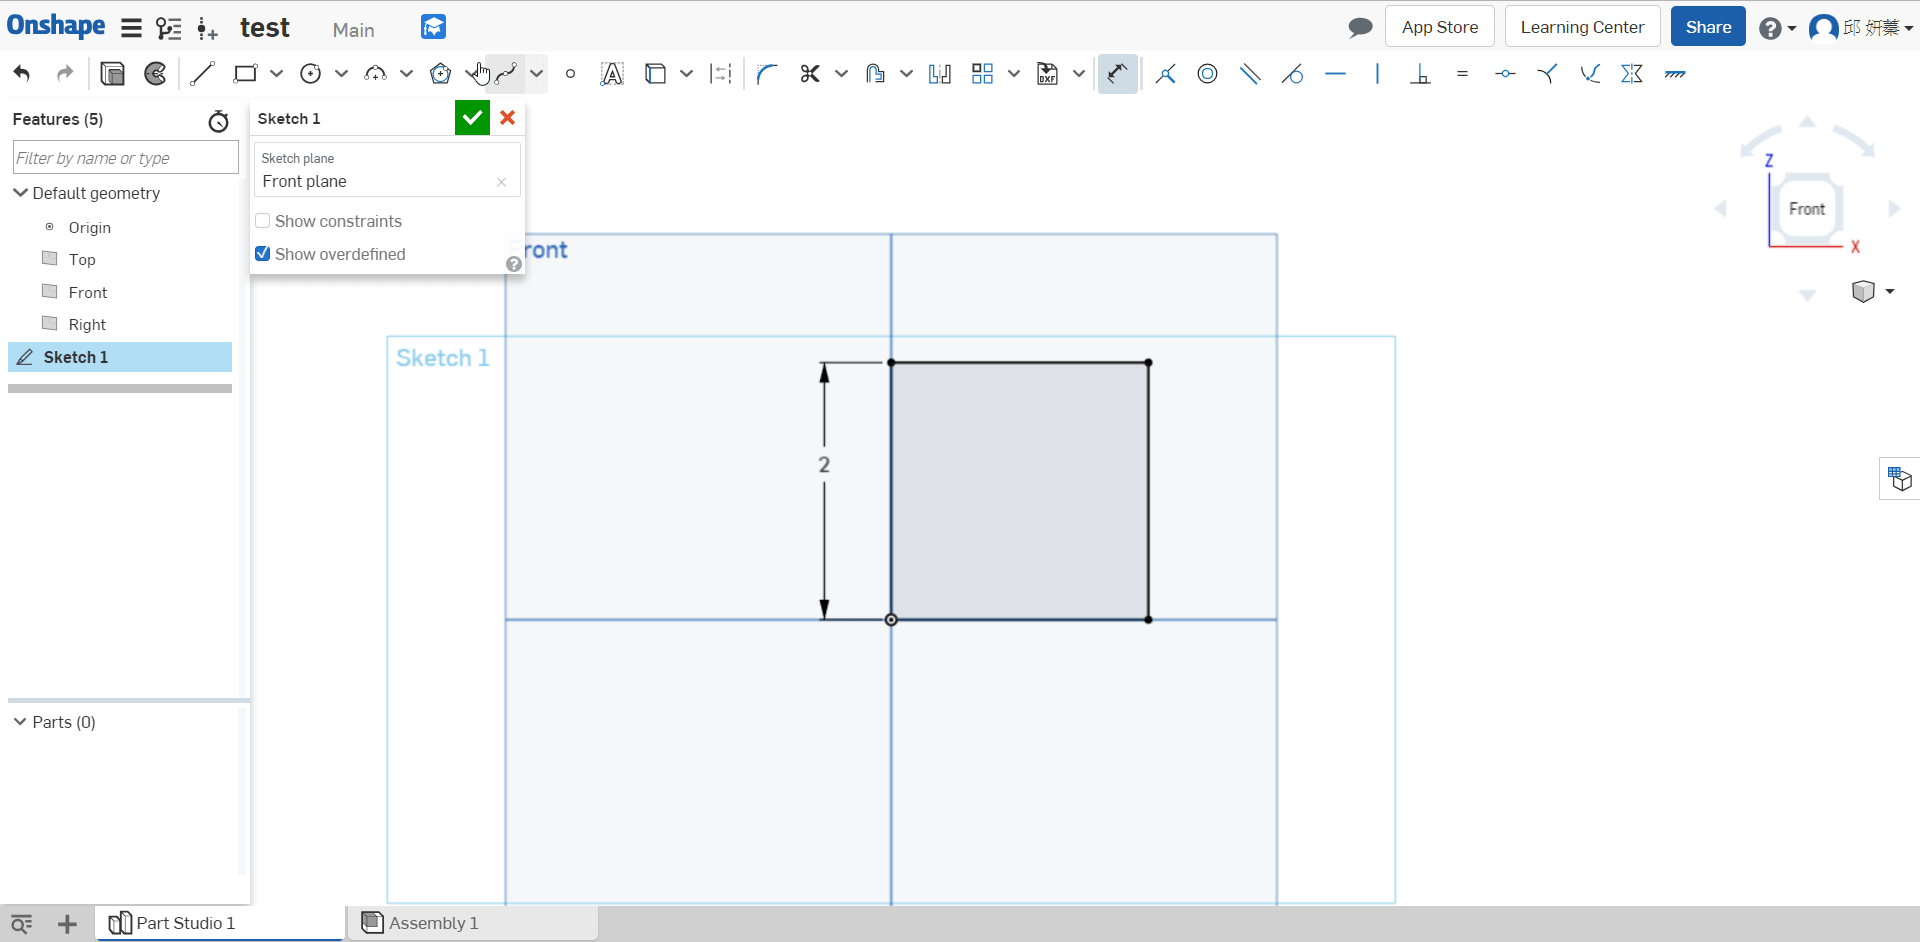 Onshape test Main App Store Learning Center Share 邱 妍蓁
Features (5)
Filter by name or type
Default geometry
Origin
Top
Front
Right
Sketch 1
Parts (0)
Sketch 1
Sketch plane
Front plane
Show constraints
Show overdefined
ront
Sketch 1
2
Z
Front
X
DXF
Part Studio 1
Assembly 1